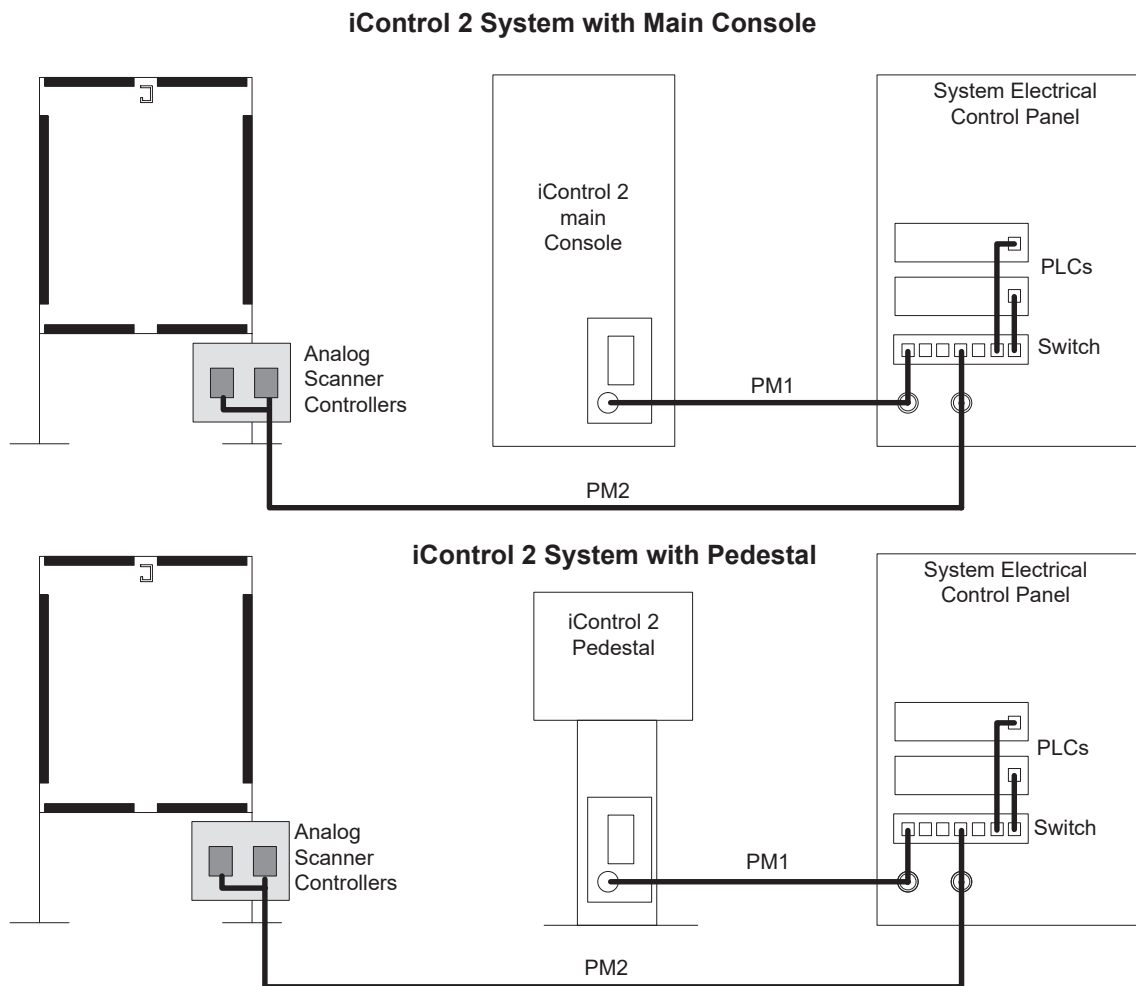 iControl 2 System with Main Console
System Electrical
Control Panel
iControl 2
main
Console
PLCs
Switch
Analog
Scanner
Controllers
PM1
PM2
iControl 2 System with Pedestal
System Electrical
Control Panel
iControl 2
Pedestal
PLCs
Switch
Analog
Scanner
Controllers
PM1
PM2